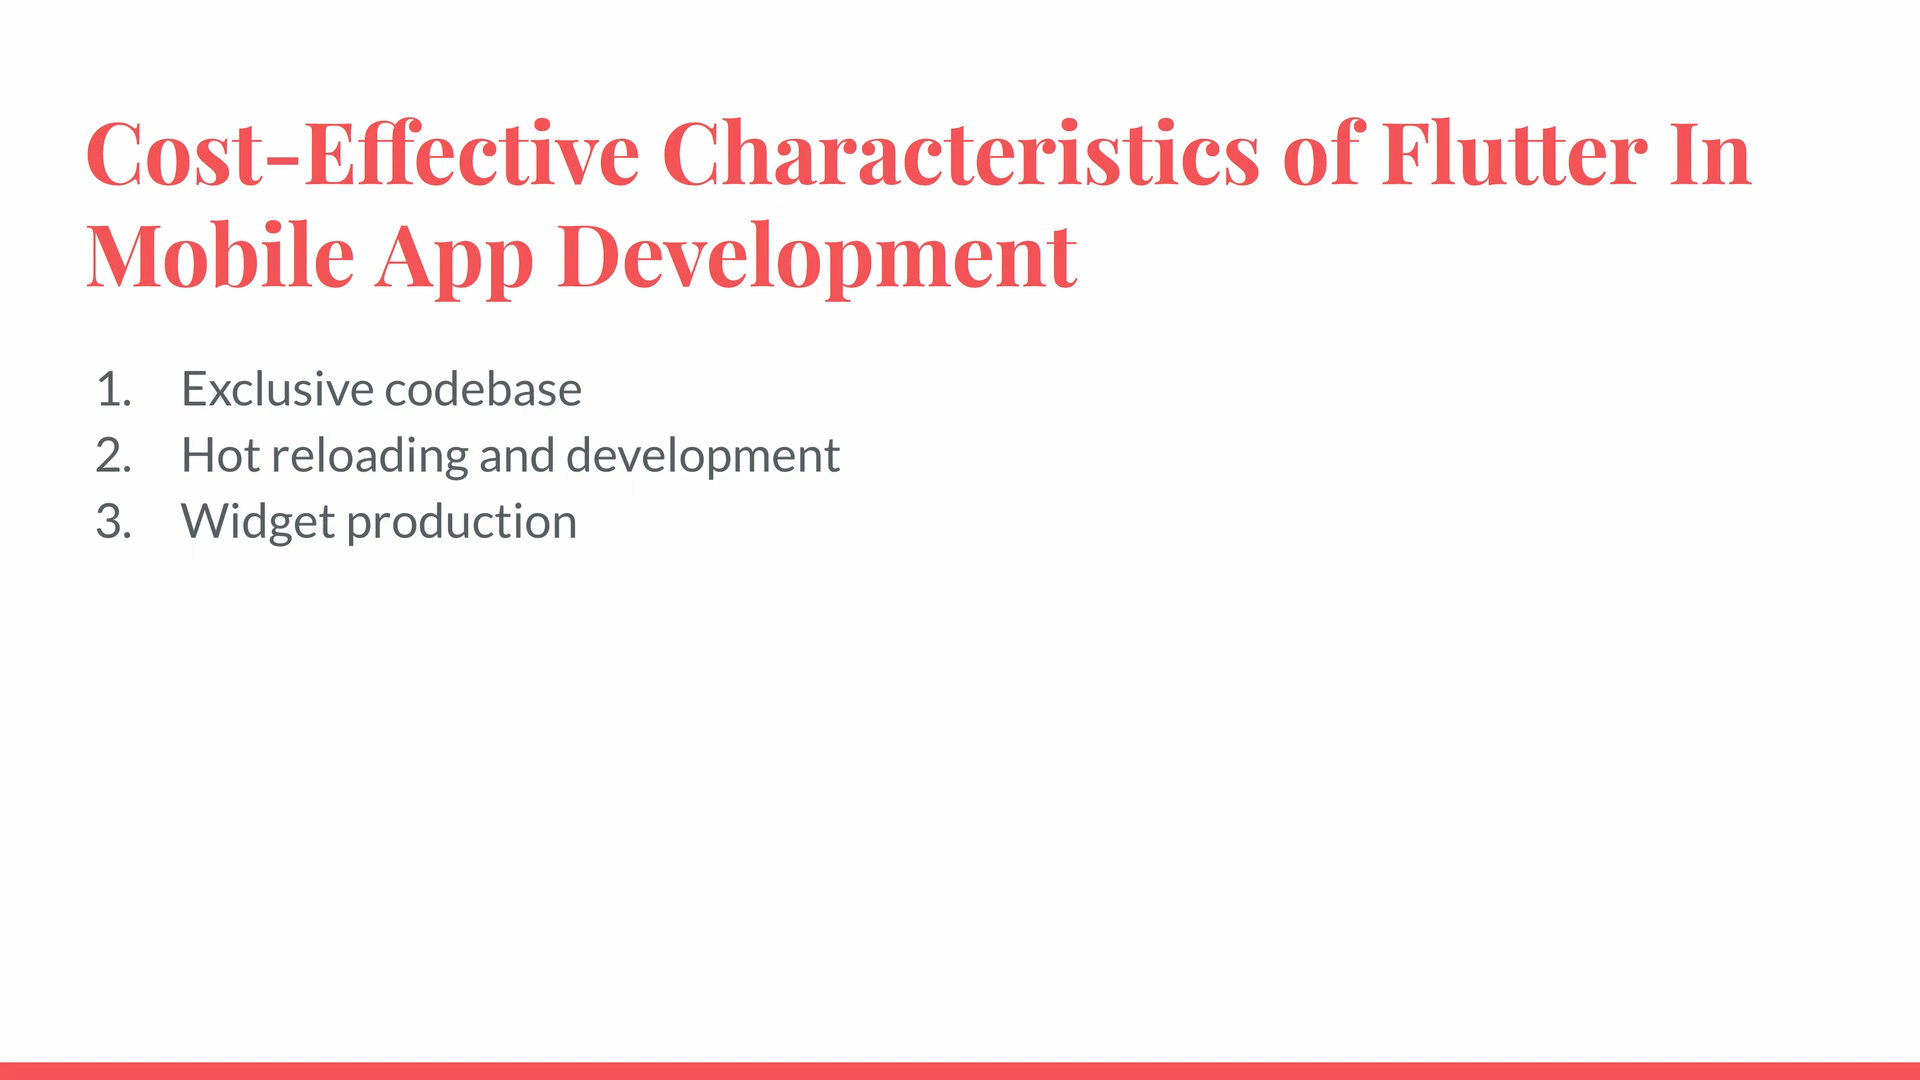 Cost-Effective Characteristics of Flutter In
Mobile App Development
1. Exclusive codebase
2. Hot reloading and development
3. Widget production